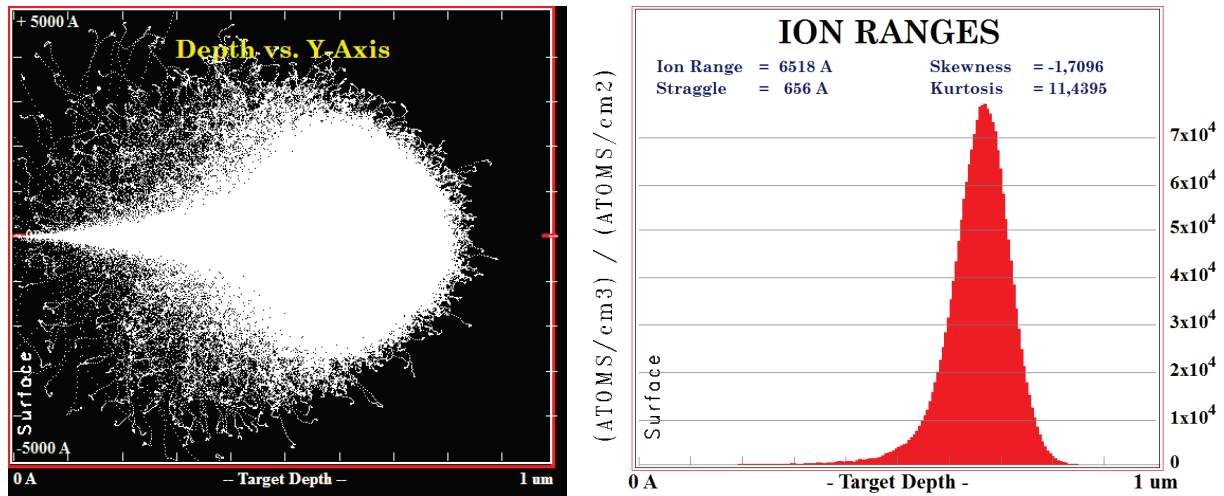 + 5000 A
Depth vs. Y-Axis
Surface
-5000 A
0 A
-- Target Depth --
1 um
ION RANGES
Ion Range = 6518 A
Skewness = -1,7096
Straggle = 656 A
Kurtosis = 11,4395
(ATOMS/cm3) / (ATOMS/cm2)
7x10⁴
6x10⁴
5x10⁴
4x10⁴
3x10⁴
2x10⁴
1x10⁴
0
Surface
0 A
- Target Depth -
1 um